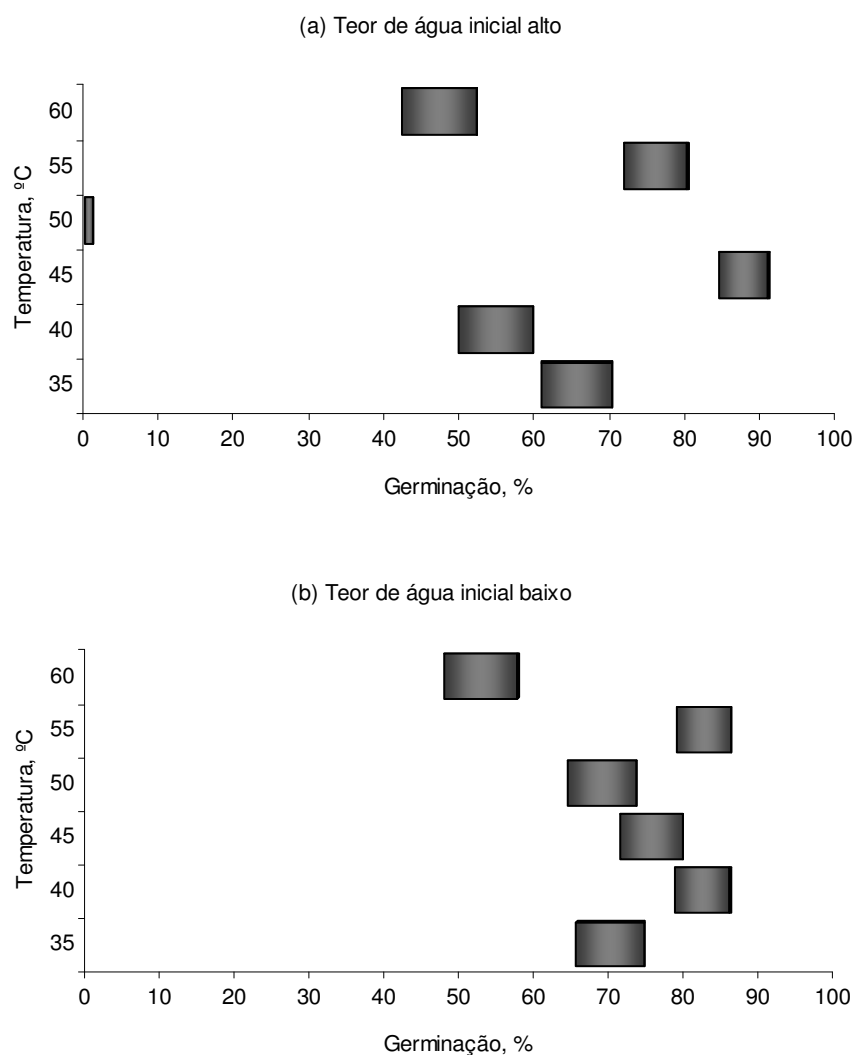 (a) Teor de água inicial alto
60
55
50
45
40
35
Temperatura, ºC
0 10 20 30 40 50 60 70 80 90 100
Germinação, %
(b) Teor de água inicial baixo
60
55
50
45
40
35
Temperatura, ºC
0 10 20 30 40 50 60 70 80 90 100
Germinação, %